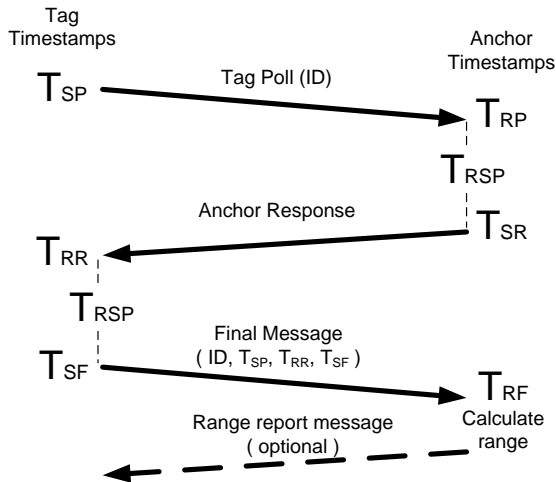 Tag
Timestamps
Anchor
Timestamps
TSP
Tag Poll (ID)
TRP
TRSP
Anchor Response
TSR
TRR
TRSP
Final Message
( ID, TSP, TRR, TSF )
TSF
TRF
Calculate
range
Range report message
( optional )